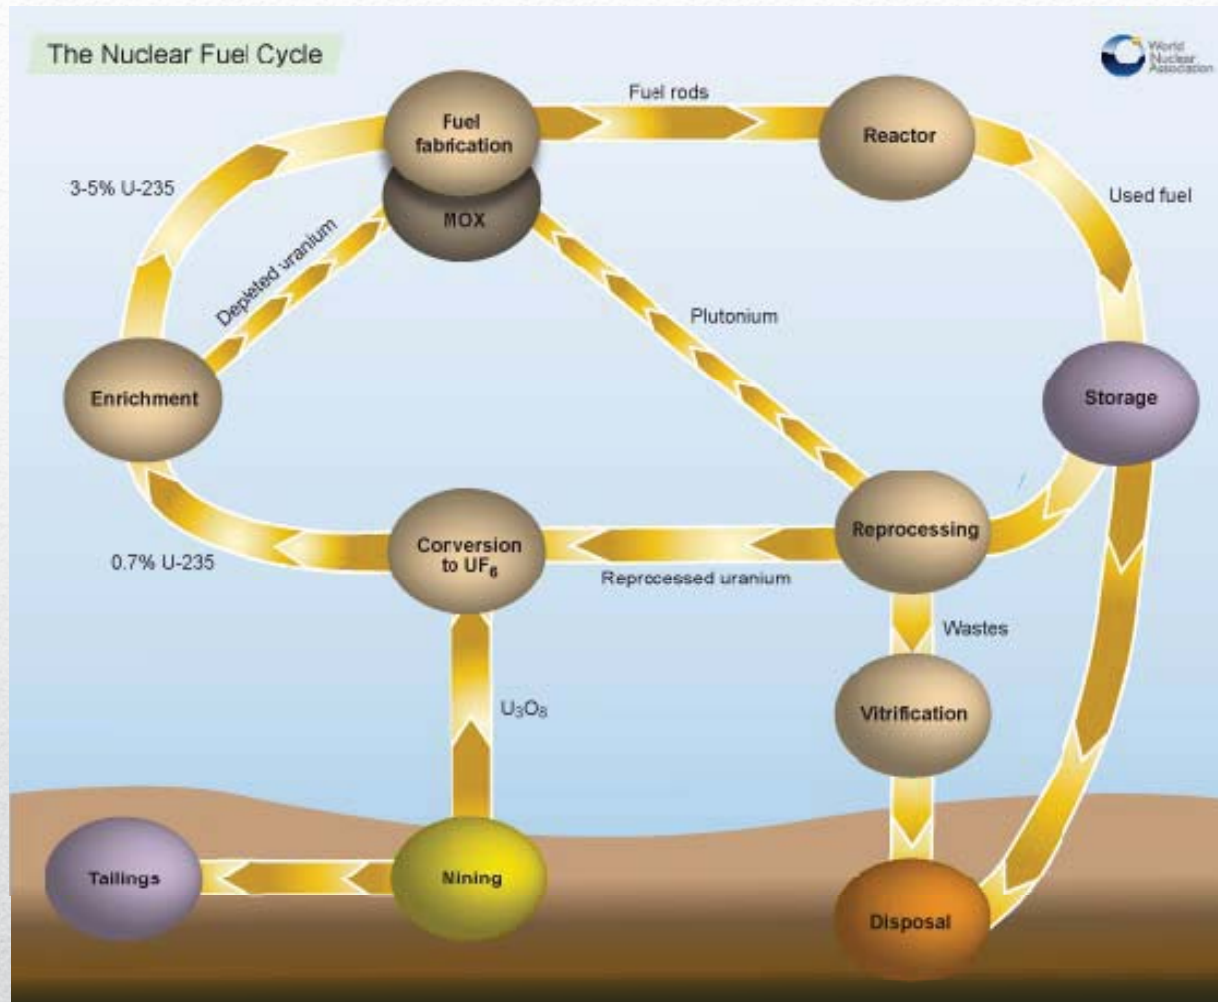 The Nuclear Fuel Cycle
World
Nuclear
Association
Fuel rods
Fuel
fabrication
Reactor
3-5% U-235
Used fuel
MOX
Depleted uranium
Plutonium
Enrichment
Storage
Conversion
to UF₆
Reprocessing
0.7% U-235
Reprocessed uranium
Wastes
U₃O₈
Vitrification
Tailings
Nining
Disposal